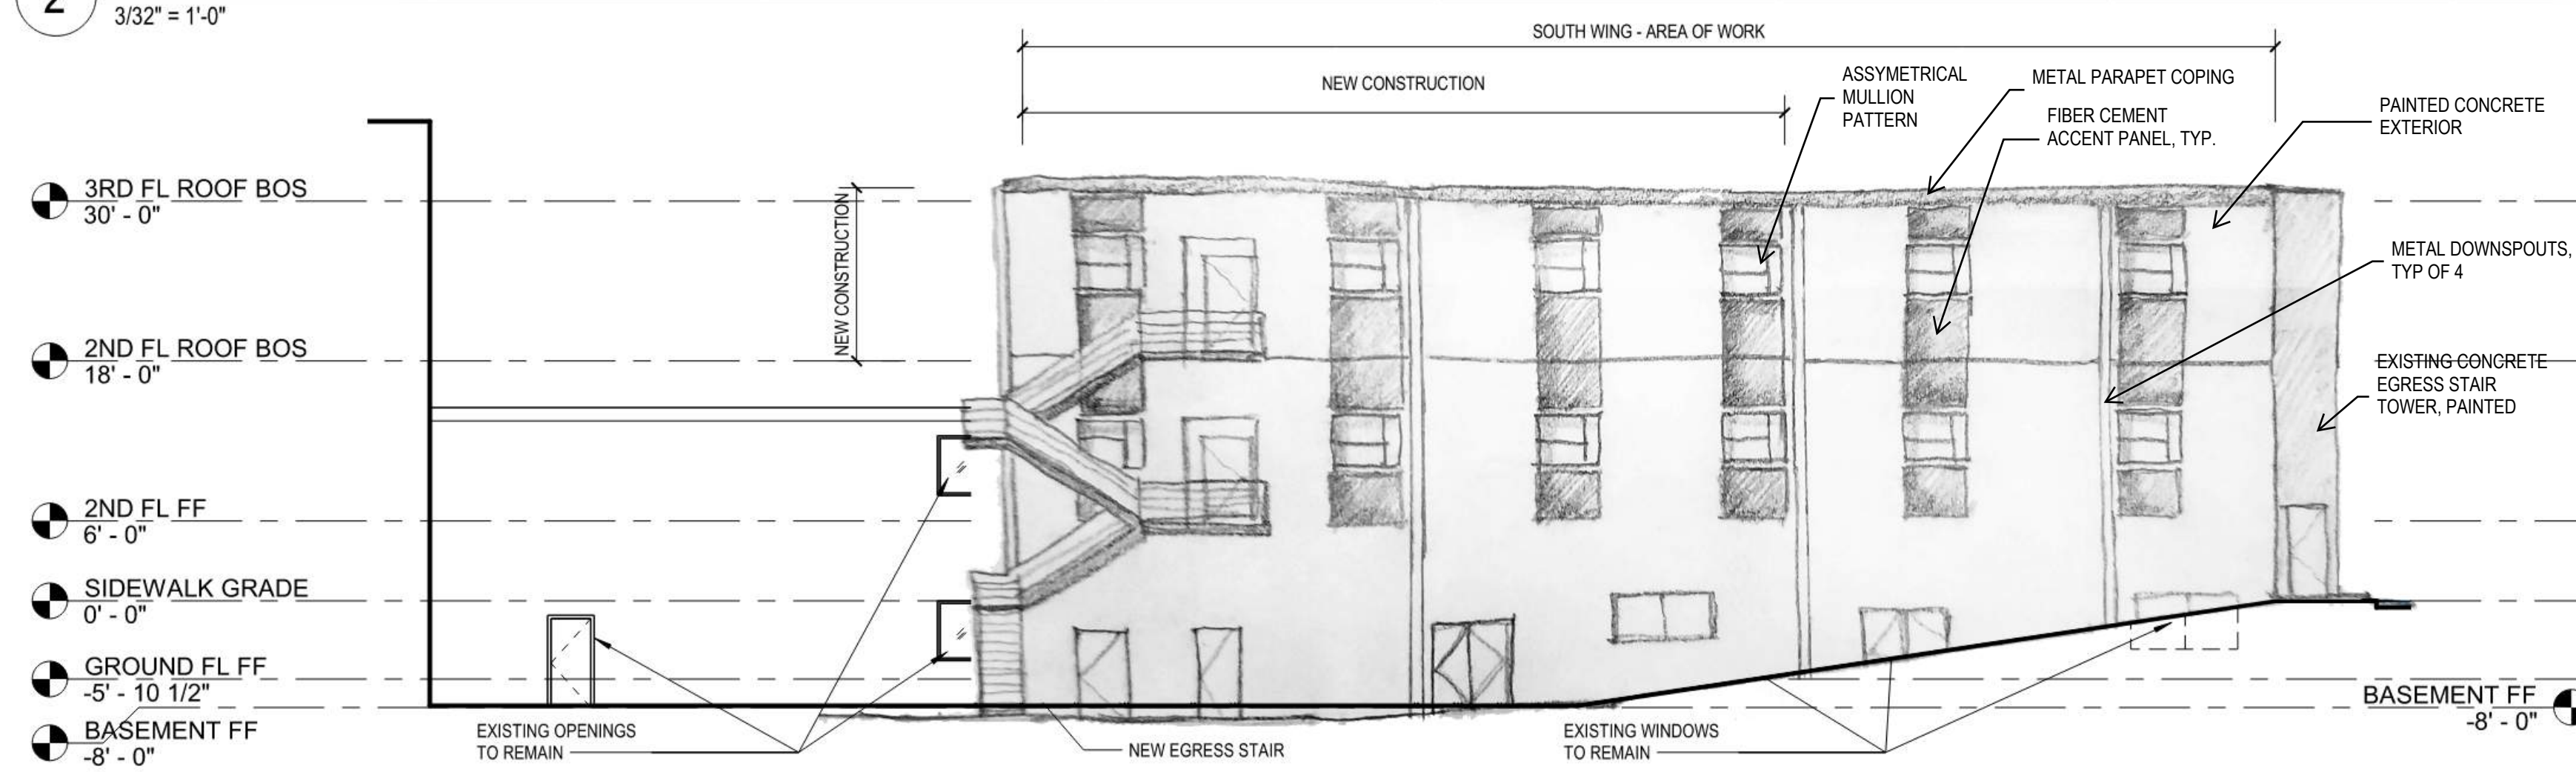 2
3/32" = 1'-0"
SOUTH WING - AREA OF WORK
NEW CONSTRUCTION
ASSYMETRICAL
MULLION
PATTERN
METAL PARAPET COPING
FIBER CEMENT
ACCENT PANEL, TYP.
PAINTED CONCRETE
EXTERIOR
3RD FL ROOF BOS
30' - 0"
NEW CONSTRUCTION
METAL DOWNSPOUTS,
TYP OF 4
2ND FL ROOF BOS
18' - 0"
EXISTING CONCRETE
EGRESS STAIR
TOWER, PAINTED
2ND FL FF
6' - 0"
SIDEWALK GRADE
0' - 0"
GROUND FL FF
-5' - 10 1/2"
BASEMENT FF
-8' - 0"
EXISTING OPENINGS
TO REMAIN
NEW EGRESS STAIR
EXISTING WINDOWS
TO REMAIN
BASEMENT FF
-8' - 0"